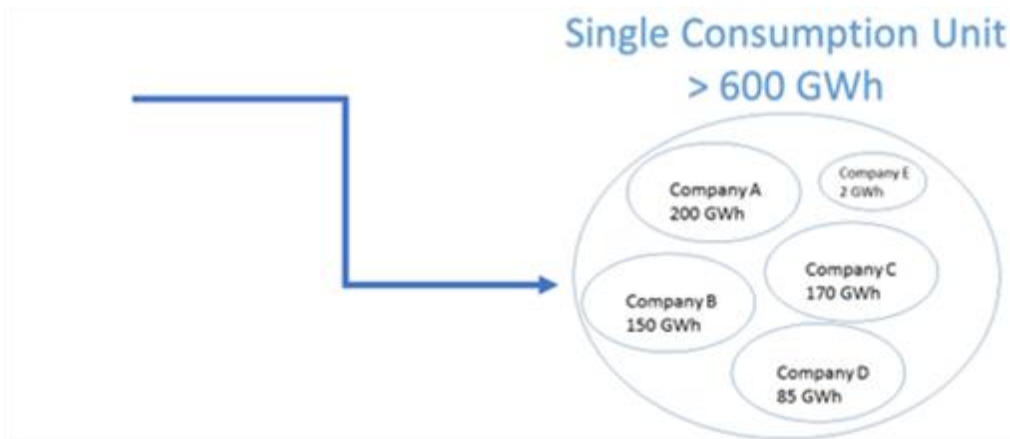 Single Consumption Unit
> 600 GWh
Company A
200 GWh
Company E
2 GWh
Company C
170 GWh
Company B
150 GWh
Company D
85 GWh